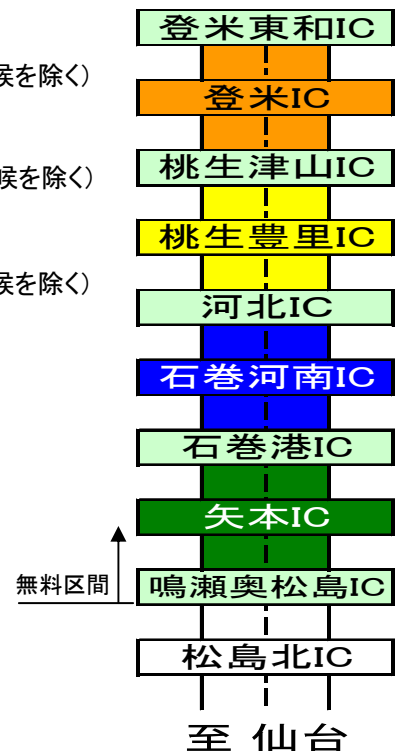 登米東和IC
候を除く）
登米IC
桃生津山IC
候を除く）
桃生豊里IC
候を除く）
河北IC
石巻河南IC
石巻港IC
矢本IC
無料区間
鳴瀬奥松島IC
松島北IC
至 仙台